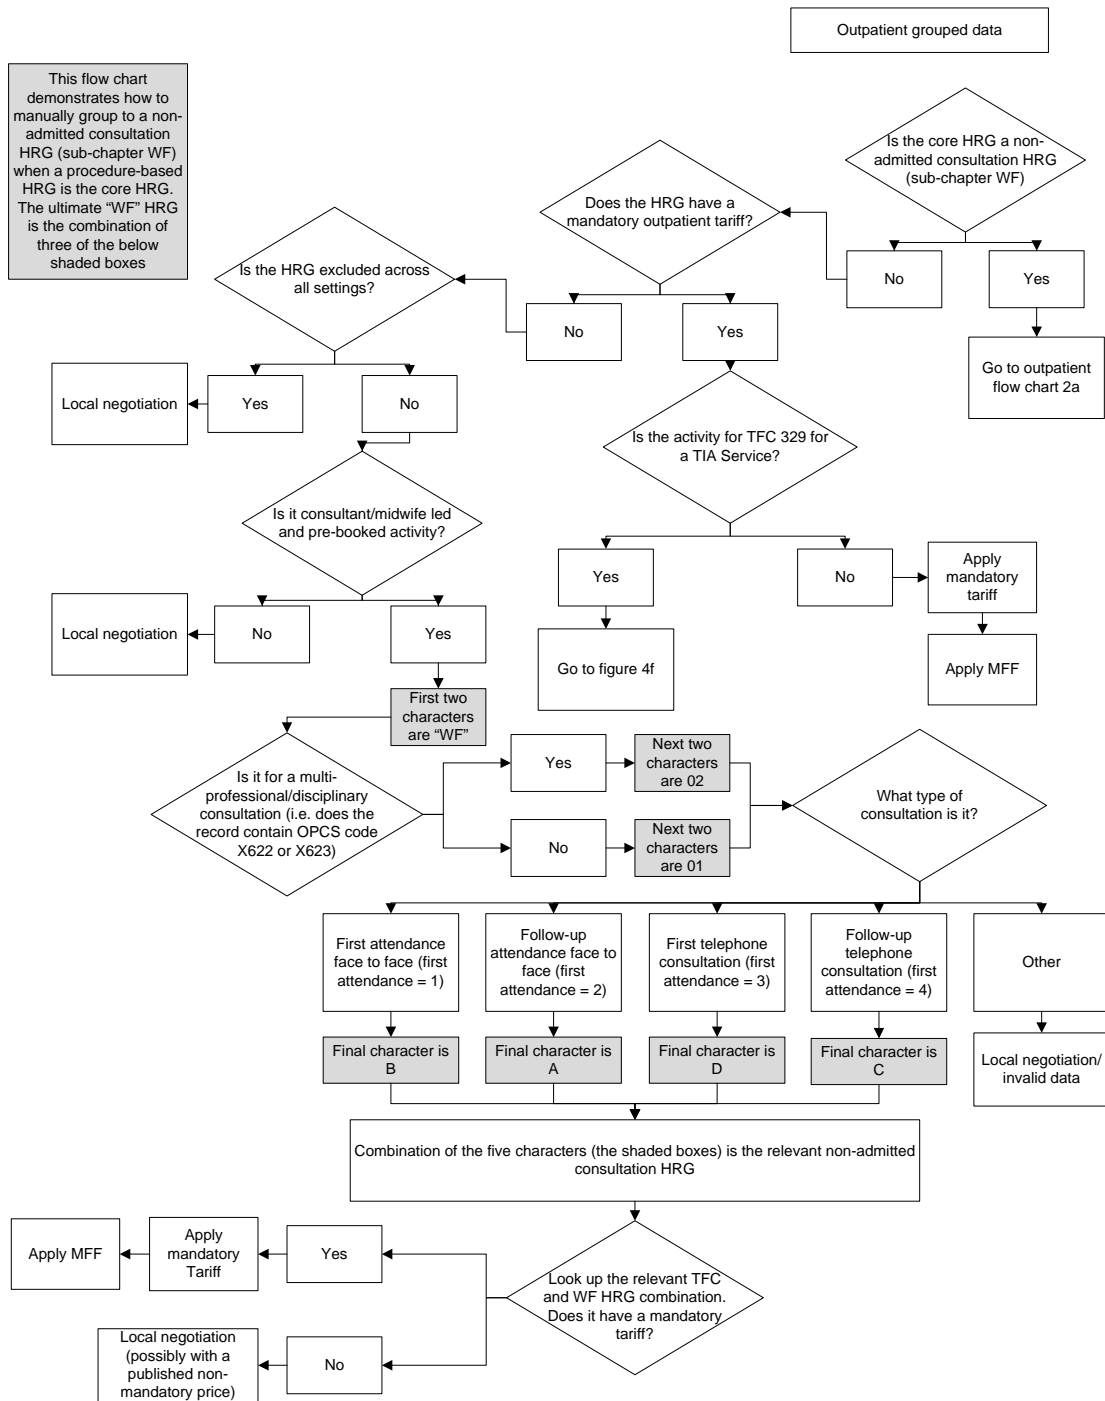 Outpatient grouped data
This flow chart
demonstrates how to
manually group to a non-
admitted consultation
HRG (sub-chapter WF)
when a procedure-based
HRG is the core HRG.
The ultimate “WF” HRG
is the combination of
three of the below
shaded boxes
Is the core HRG a non-
admitted consultation HRG
(sub-chapter WF)
Does the HRG have a
mandatory outpatient tariff?
Is the HRG excluded across
all settings?
No
Yes
No
Yes
Go to outpatient
flow chart 2a
Local negotiation
Yes
No
Is the activity for TFC 329 for
a TIA Service?
Is it consultant/midwife led
and pre-booked activity?
Yes
No
Apply
mandatory
tariff
Local negotiation
No
Yes
Go to figure 4f
Apply MFF
First two
characters
are “WF”
Is it for a multi-
professional/disciplinary
consultation (i.e. does the
record contain OPCS code
X622 or X623)
Yes
Next two
characters
are 02
No
Next two
characters
are 01
What type of
consultation is it?
First attendance
face to face (first
attendance = 1)
Follow-up
attendance face
to face (first
attendance = 2)
First telephone
consultation (first
attendance = 3)
Follow-up
telephone
consultation (first
attendance = 4)
Other
Final character is
B
Final character is
A
Final character is
D
Final character is
C
Local negotiation/
invalid data
Combination of the five characters (the shaded boxes) is the relevant non-admitted
consultation HRG
Look up the relevant TFC
and WF HRG combination.
Does it have a mandatory
tariff?
Yes
Apply
mandatory
Tariff
Apply MFF
No
Local negotiation
(possibly with a
published non-
mandatory price)